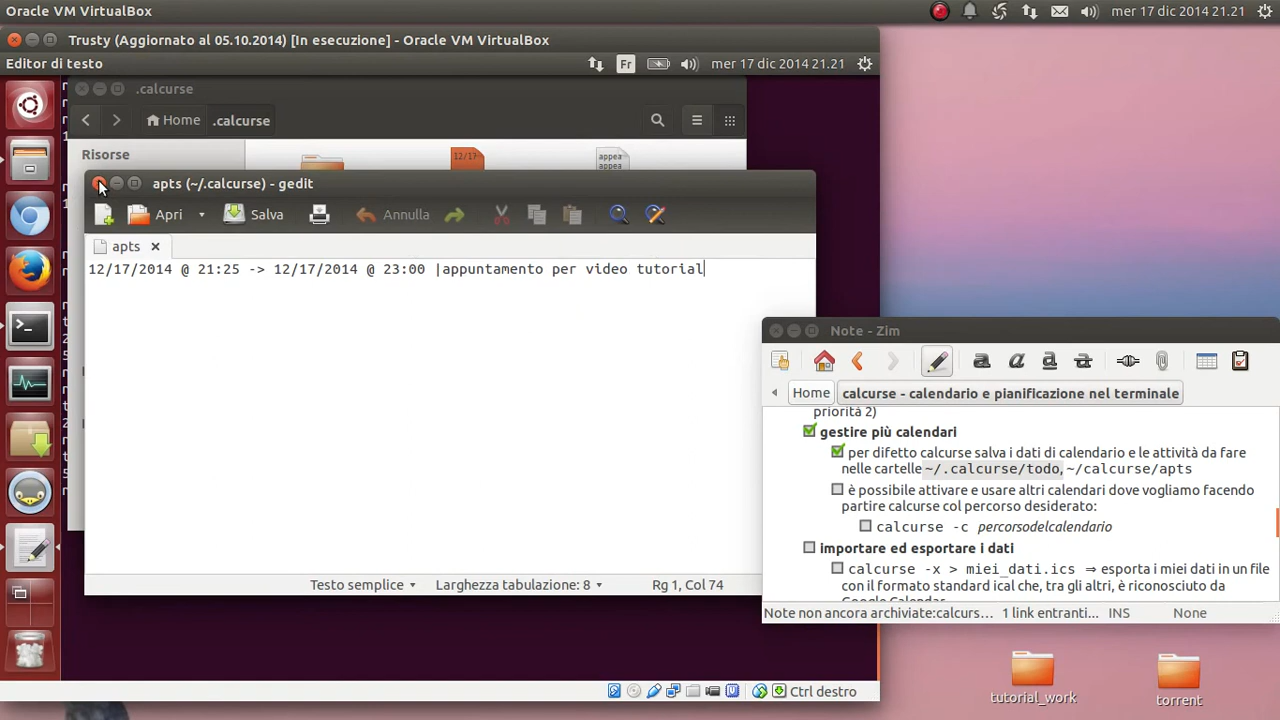 Oracle VM VirtualBox
mer 17 dic 2014 21.21
Trusty (Aggiornato al 05.10.2014) [In esecuzione] - Oracle VM VirtualBox
Editor di testo
Fr
mer 17 dic 2014 21.21
.calcurse
Home
.calcurse
Risorse
12/17
appea
appea
apts (~/.calcurse) - gedit
Apri
Salva
Annulla
apts
12/17/2014 @ 21:25 -> 12/17/2014 @ 23:00 |appuntamento per video tutorial
Testo semplice
Larghezza tabulazione: 8
Rg 1, Col 74
Note - Zim
Home
calcurse - calendario e pianificazione nel terminale
priorità 2)
gestire più calendari
per difetto calcurse salva i dati di calendario e le attività da fare
nelle cartelle ~/.calcurse/todo, ~/calcurse/apts
è possibile attivare e usare altri calendari dove vogliamo facendo
partire calcurse col percorso desiderato:
calcurse -c percorsodelcalendario
importare ed esportare i dati
calcurse -x > miei_dati.ics ⇒ esporta i miei dati in un file
con il formato standard ical che, tra gli altri, è riconosciuto da
Google Calendar
Note non ancora archiviate:calcurs...
1 link entranti...
INS
None
tutorial_work
torrent
Ctrl destro